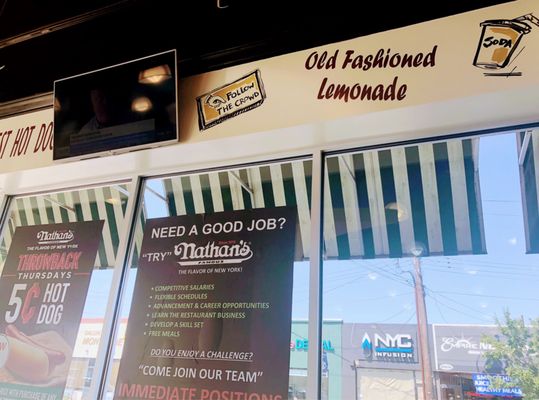 Old Fashioned
Lemonade
SODA
FOLLOW
THE CROWD
HOT DOG
Nathan's
FAMOUS
THE FLAVOR OF NEW YORK
THROWBACK
THURSDAYS
5¢ HOT
DOG
NEED A GOOD JOB?
"TRY" Nathan's
FAMOUS
THE FLAVOR OF NEW YORK
• COMPETITIVE SALARIES
• FLEXIBLE SCHEDULES
• ADVANCEMENT & CAREER OPPORTUNITIES
• LEARN THE RESTAURANT BUSINESS
• DEVELOP A SKILL SET
• FREE MEALS
DO YOU ENJOY A CHALLENGE?
"COME JOIN OUR TEAM"
IMMEDIATE POSITIONS
NYC
INFUSION